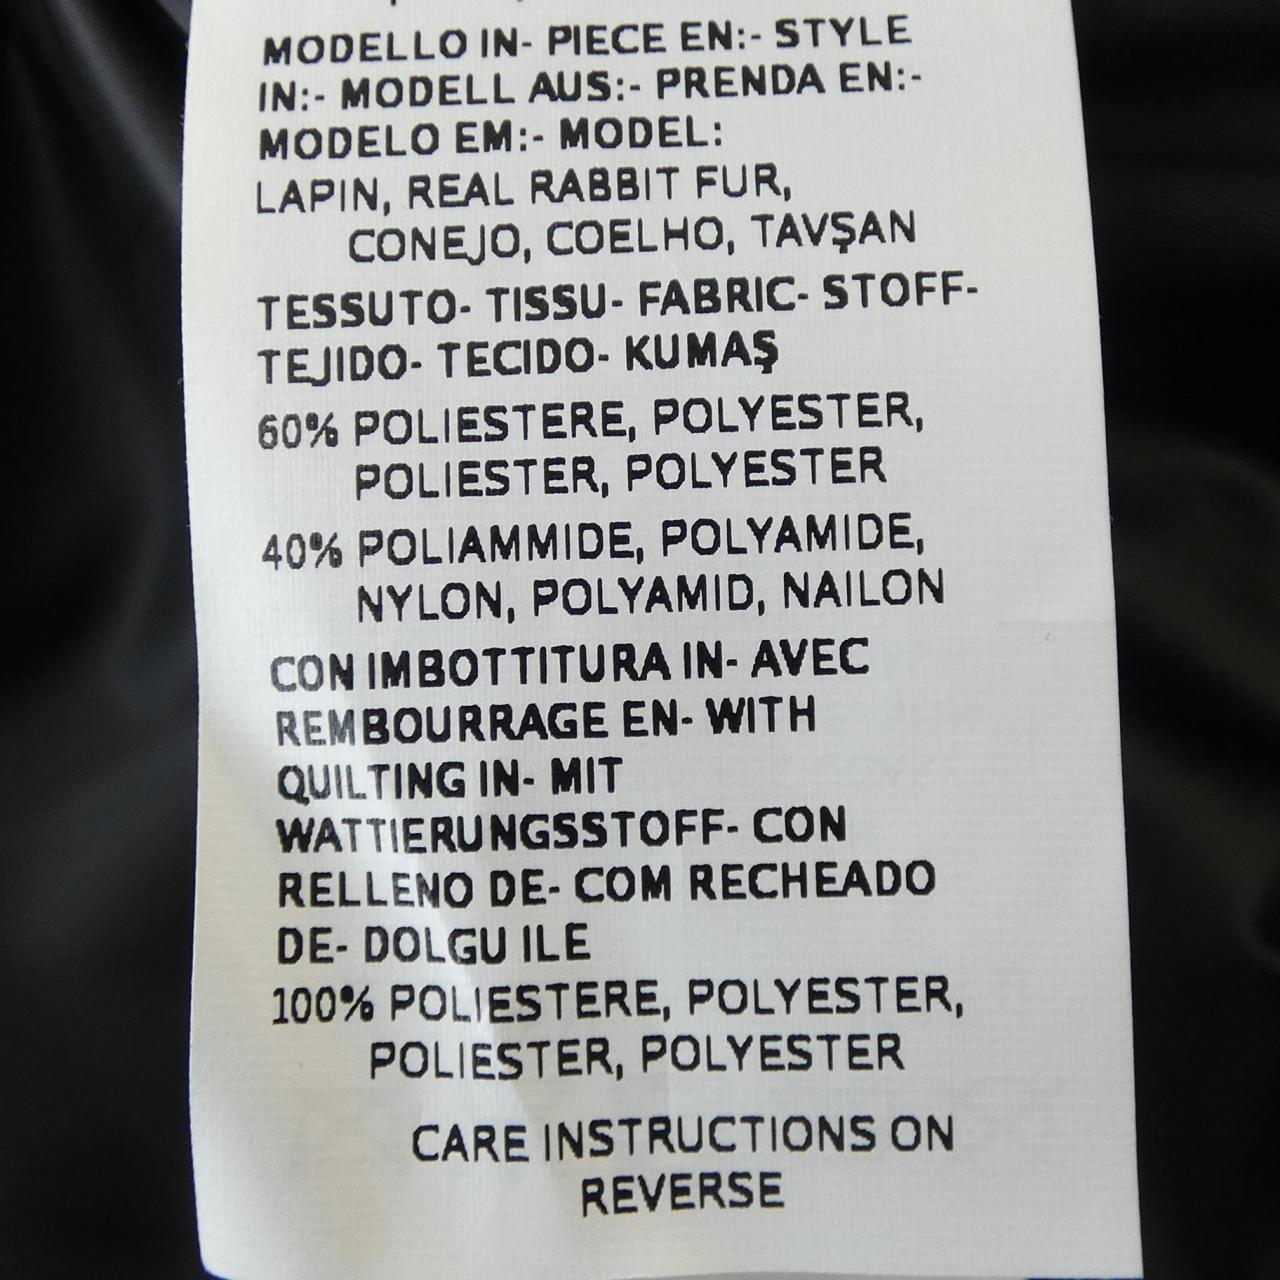 MODELLO IN- PIECE EN:- STYLE
IN:- MODELL AUS:- PRENDA EN:-
MODELO EM:- MODEL:
LAPIN, REAL RABBIT FUR,
CONEJO, COELHO, TAVŞAN
TESSUTO- TISSU- FABRIC- STOFF-
TEJIDO- TECIDO- KUMAŞ
60% POLIESTERE, POLYESTER,
POLIESTER, POLYESTER
40% POLIAMMIDE, POLYAMIDE,
NYLON, POLYAMID, NAILON
CON IMBOTTITURA IN- AVEC
REMBOURRAGE EN- WITH
QUILTING IN- MIT
WATTIERUNGSSTOFF- CON
RELLENO DE- COM RECHEADO
DE- DOLGU ILE
100% POLIESTERE, POLYESTER,
POLIESTER, POLYESTER
CARE INSTRUCTIONS ON
REVERSE